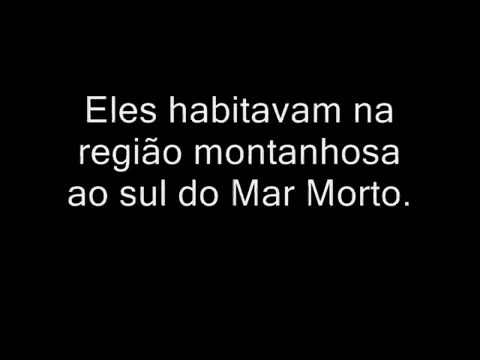 Eles habitavam na
região montanhosa
ao sul do Mar Morto.